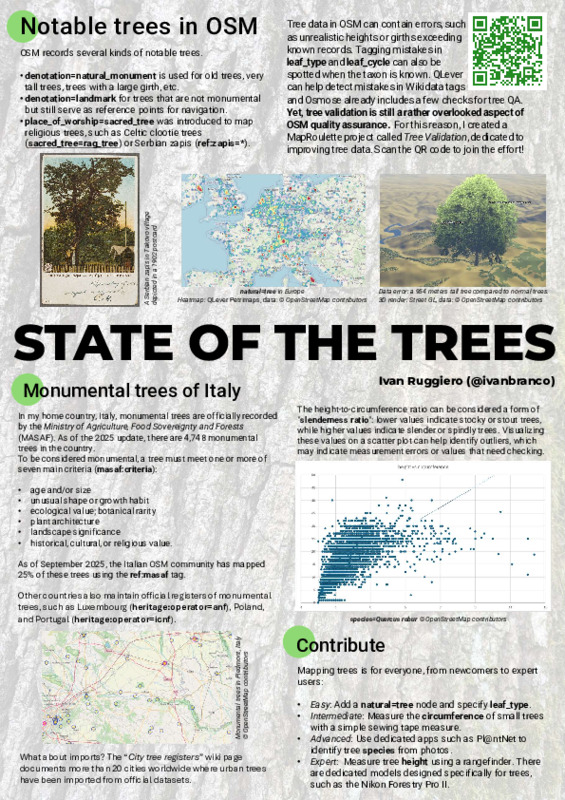 Notable trees in OSM
OSM records several kinds of notable trees.
• denotation=natural_monument is used for old trees, very
tall trees, trees with a large girth, etc.
• denotation=landmark for trees that are not monumental
but still serve as reference points for navigation.
• place_of_worship=sacred_tree was introduced to map
religious trees, such as Celtic clootie trees
(sacred_tree=rag_tree) or Serbian zapis (ref:zapis=*).
Tree data in OSM can contain errors, such
as unrealistic heights or girths exceeding
known records. Tagging mistakes in
leaf_type and leaf_cycle can also be
spotted when the taxon is known. QLever
can help detect mistakes in Wikidata tags
and Osmose already includes a few checks for tree QA.
Yet, tree validation is still a rather overlooked aspect of
OSM quality assurance. For this reason, I created a
MapRoulette project called Tree Validation, dedicated to
improving tree data. Scan the QR code to join the effort!
A Serbian zapis in Takovo village
depicted in a 1902 postcard
natural=tree in Europe
Heatmap: QLever Petrimaps, data: © OpenStreetMap contributors
Data error: a 954 meters tall tree compared to normal trees.
3D render: Street GL, data: © OpenStreetMap contributors
STATE OF THE TREES
Ivan Ruggiero (@ivanbranco)
Monumental trees of Italy
In my home country, Italy, monumental trees are officially recorded
by the Ministry of Agriculture, Food Sovereignty and Forests
(MASAF). As of the 2025 update, there are 4,748 monumental
trees in the country.
To be considered monumental, a tree must meet one or more of
seven main criteria (masaf:criteria):
• age and/or size
• unusual shape or growth habit
• ecological value; botanical rarity
• plant architecture
• landscape significance
• historical, cultural, or religious value.
As of September 2025, the Italian OSM community has mapped
25% of these trees using the ref:masaf tag.
Other countries also maintain official registers of monumental
trees, such as Luxembourg (heritage:operator=anf), Poland,
and Portugal (heritage:operator=icnf).
Monumental trees in Piedmont, Italy
© OpenStreetMap contributors
What about imports? The "City tree registers" wiki page
documents more than 20 cities worldwide where urban trees
have been imported from official datasets.
The height-to-circumference ratio can be considered a form of
"slenderness ratio": lower values indicate stocky or stout trees,
while higher values indicate slender or spindly trees. Visualizing
these values on a scatter plot can help identify outliers, which
may indicate measurement errors or values that need checking.
species=Quercus robur © OpenStreetMap contributors
Contribute
Mapping trees is for everyone, from newcomers to expert
users:
• Easy: Add a natural=tree node and specify leaf_type.
• Intermediate: Measure the circumference of small trees
with a simple sewing tape measure.
• Advanced: Use dedicated apps such as Pl@ntNet to
identify tree species from photos.
• Expert: Measure tree height using a rangefinder. There
are dedicated models designed specifically for trees,
such as the Nikon Forestry Pro II.